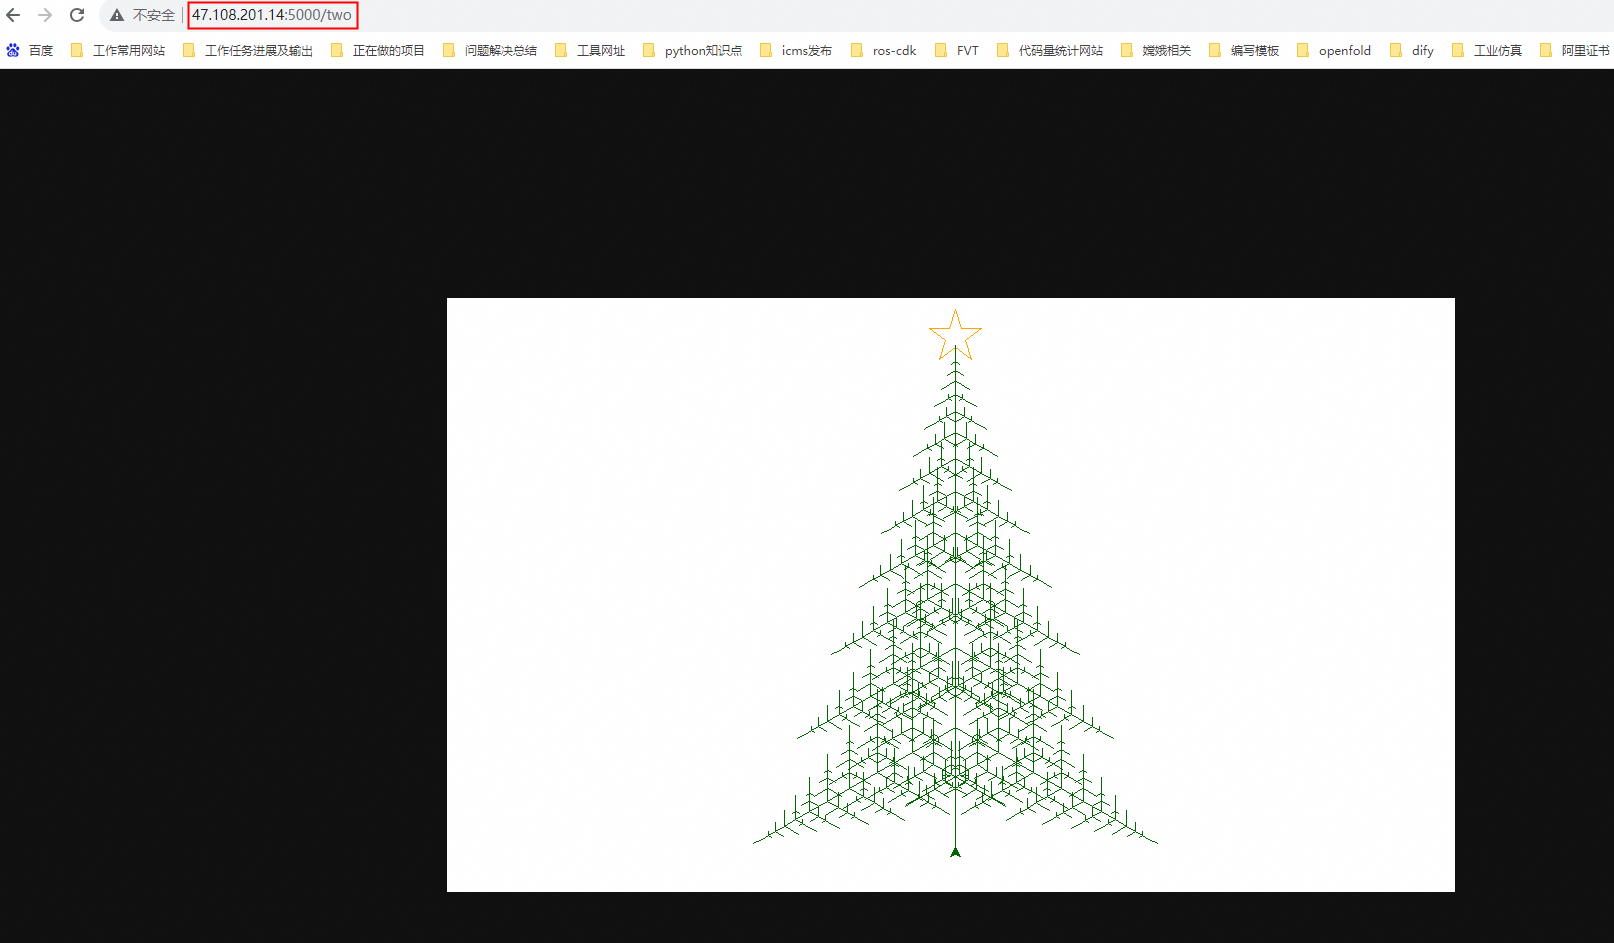 不安全 47.108.201.14:5000/two
百度 工作常用网站 工作任务进展及输出 正在做的项目 问题解决总结 工具网址 python知识点 icms发布 ros-cdk FVT 代码量统计网站 嫦娥相关 编写模板 openfold dify 工业仿真 阿里证书